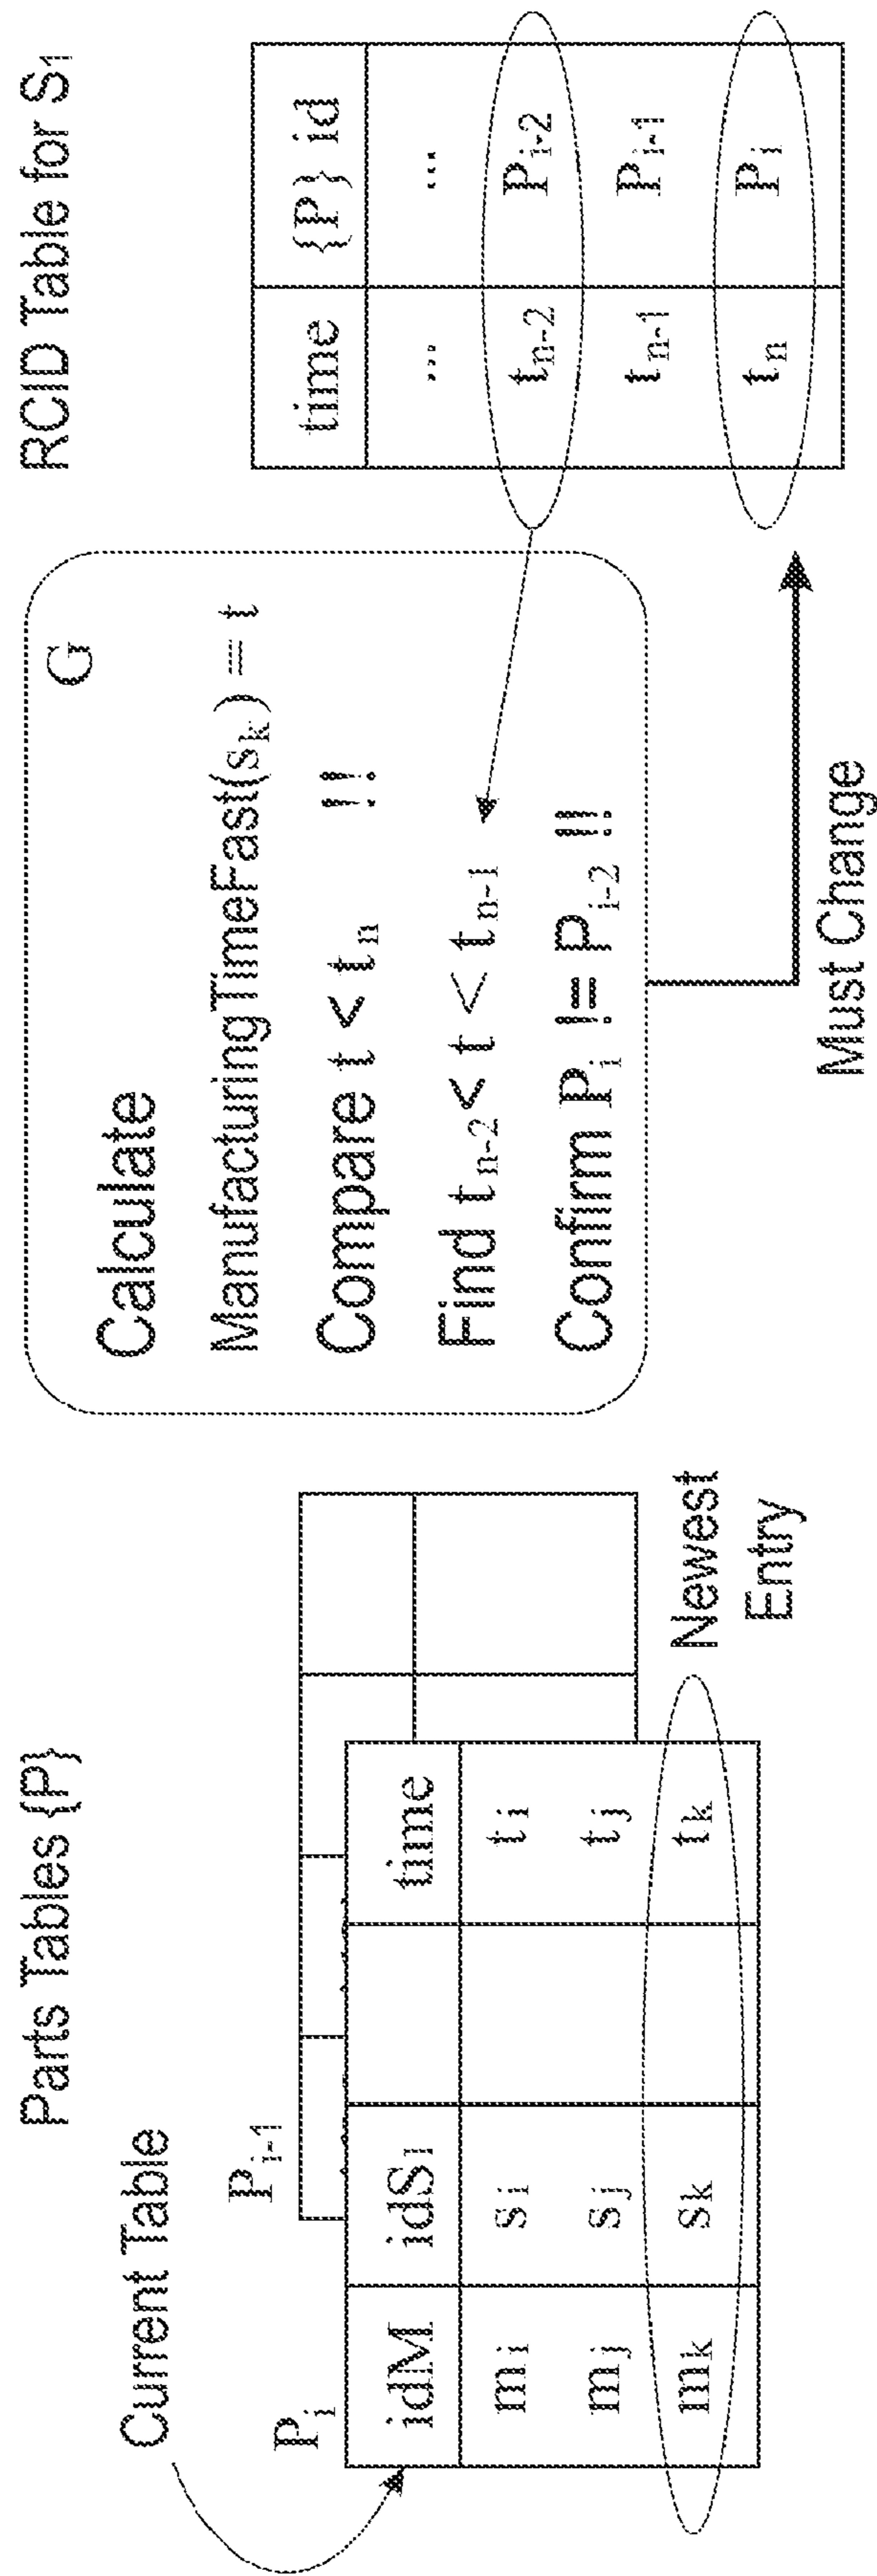 Parts Tables {P}
Current Table
P_i
P_i-1
idM idS1 time
m_i s_i t_i
m_j s_j t_j
m_k s_k t_k
Newest
Entry
G
Calculate
ManufacturingTimeFast(s_k) = t
Compare t < t_n !!
Find t_n-2 < t < t_n-1
Confirm P_i != P_i-2 !!
Must Change
RCID Table for S1
time {P} id
... ...
t_n-2 P_i-2
t_n-1 P_i-1
t_n P_i